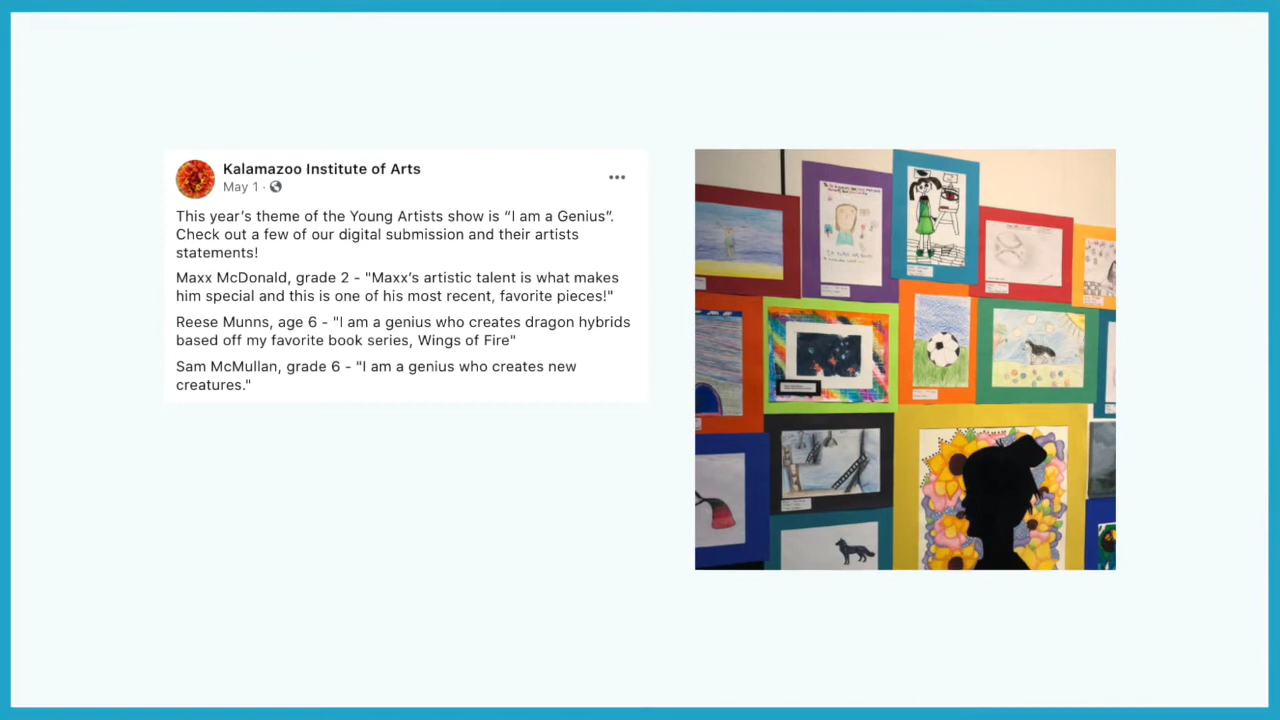 Kalamazoo Institute of Arts
May 1 ·
This year's theme of the Young Artists show is “I am a Genius”.
Check out a few of our digital submission and their artists
statements!
Maxx McDonald, grade 2 - "Maxx's artistic talent is what makes
him special and this is one of his most recent, favorite pieces!"
Reese Munns, age 6 - "I am a genius who creates dragon hybrids
based off my favorite book series, Wings of Fire"
Sam McMullan, grade 6 - "I am a genius who creates new
creatures."